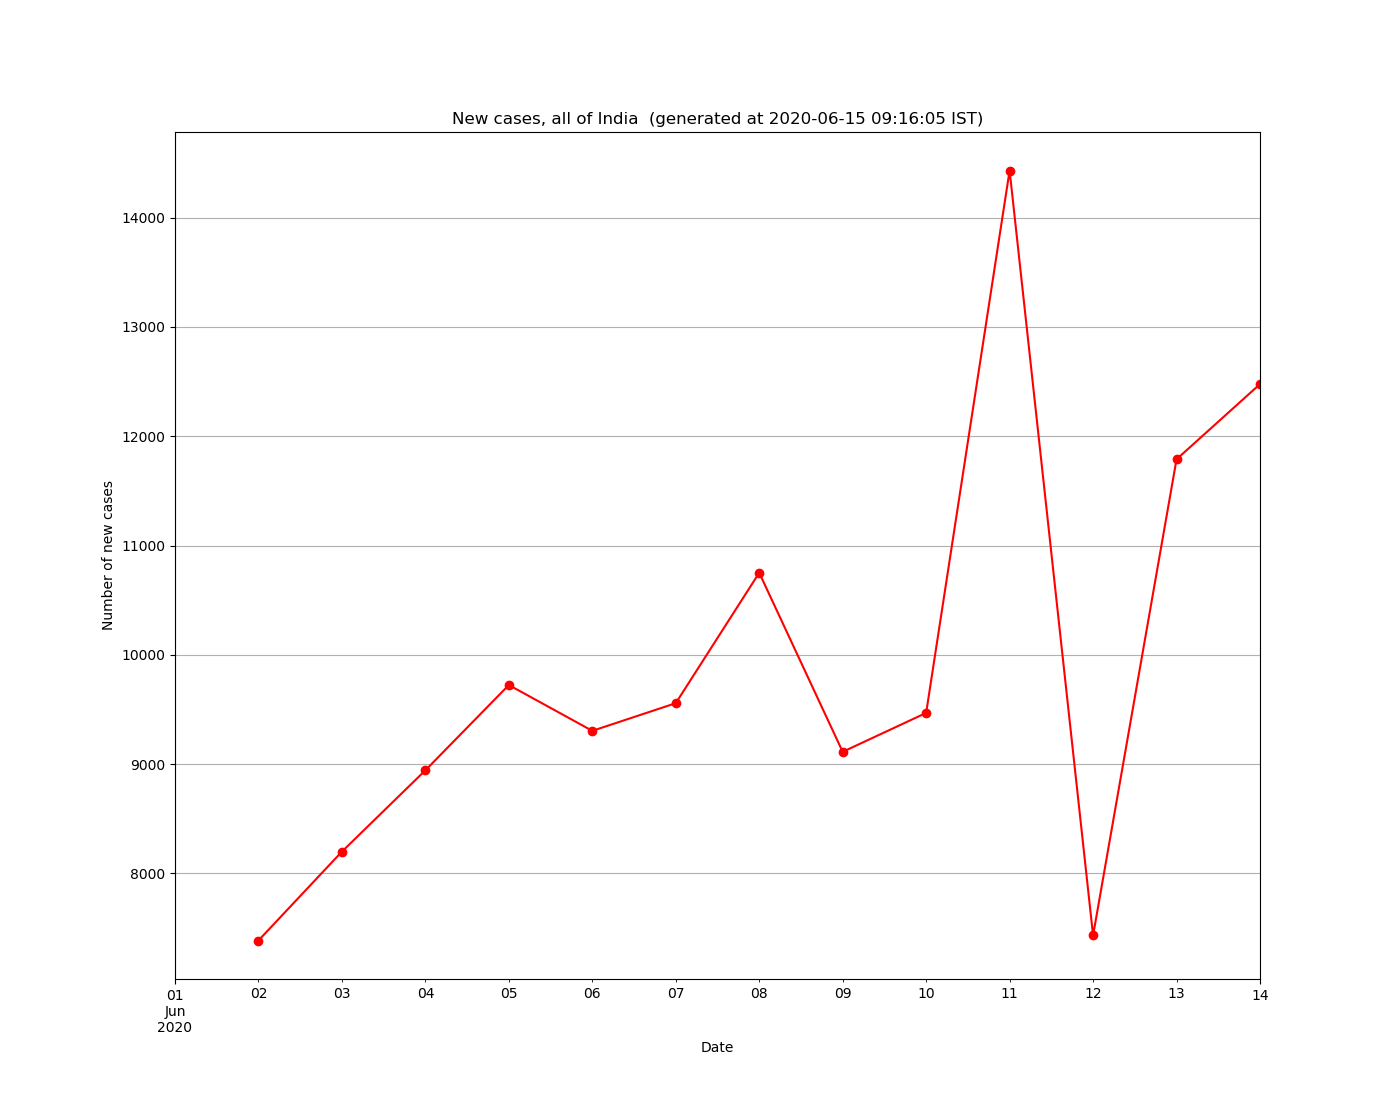 New cases, all of India  (generated at 2020-06-15 09:16:05 IST)
14000
13000
12000
11000
10000
9000
8000
Number of new cases
01 02 03 04 05 06 07 08 09 10 11 12 13 14
Jun
2020
Date